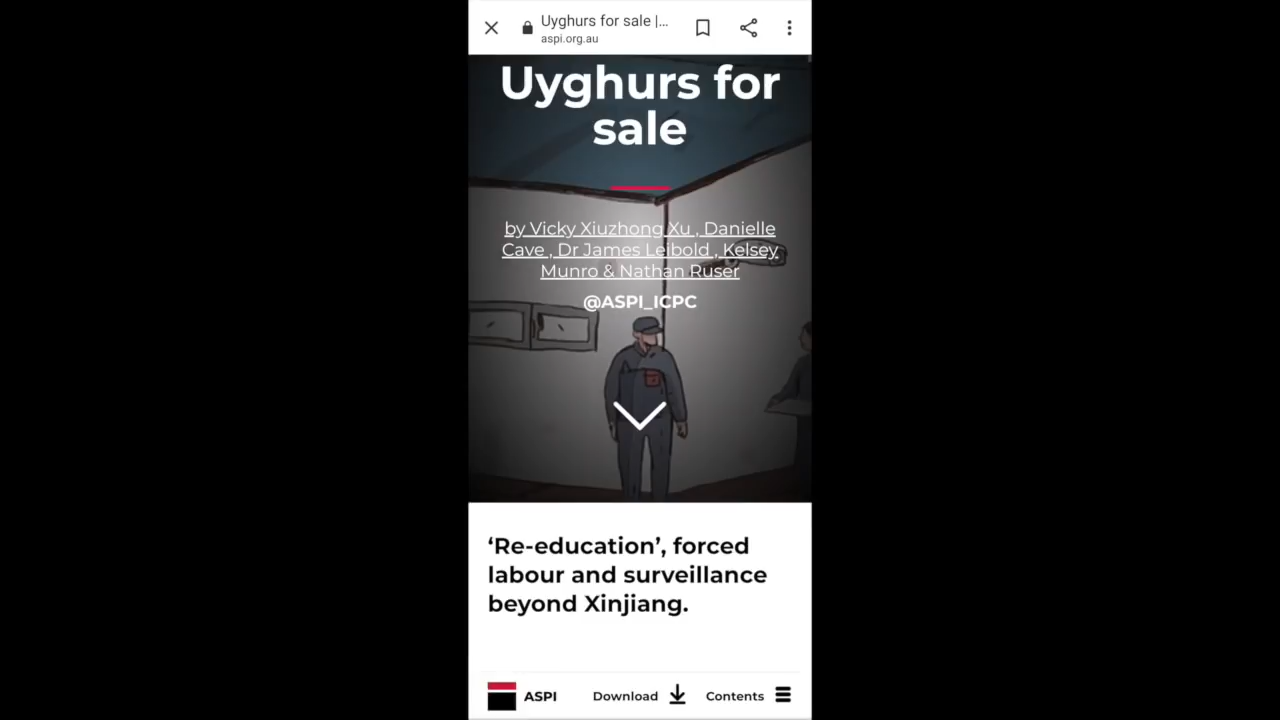 Uyghurs for sale |...
aspi.org.au
Uyghurs for
sale
by Vicky Xiuzhong Xu , Danielle
Cave , Dr James Leibold , Kelsey
Munro & Nathan Ruser
@ASPI_ICPC
‘Re-education’, forced
labour and surveillance
beyond Xinjiang.
ASPI Download Contents